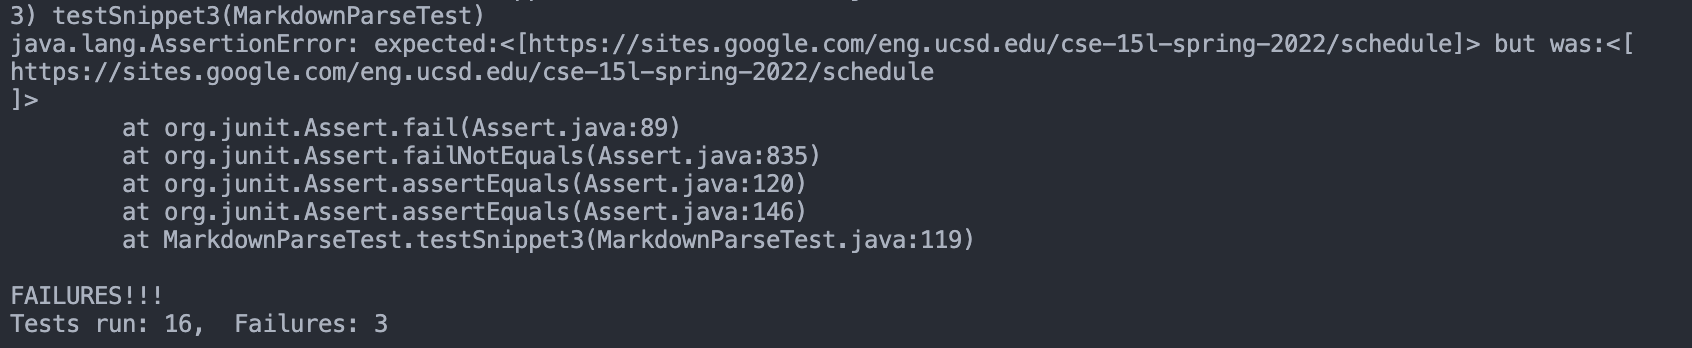 3) testSnippet3(MarkdownParseTest)
java.lang.AssertionError: expected:<[https://sites.google.com/eng.ucsd.edu/cse-15l-spring-2022/schedule]> but was:<[
https://sites.google.com/eng.ucsd.edu/cse-15l-spring-2022/schedule
]>
        at org.junit.Assert.fail(Assert.java:89)
        at org.junit.Assert.failNotEquals(Assert.java:835)
        at org.junit.Assert.assertEquals(Assert.java:120)
        at org.junit.Assert.assertEquals(Assert.java:146)
        at MarkdownParseTest.testSnippet3(MarkdownParseTest.java:119)

FAILURES!!!
Tests run: 16,  Failures: 3